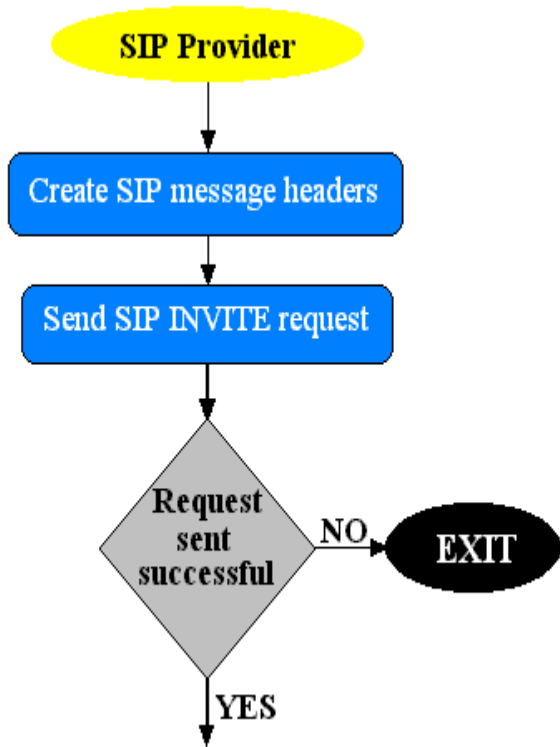 SIP Provider
Create SIP message headers
Send SIP INVITE request
Request
sent
successful
NO
EXIT
YES